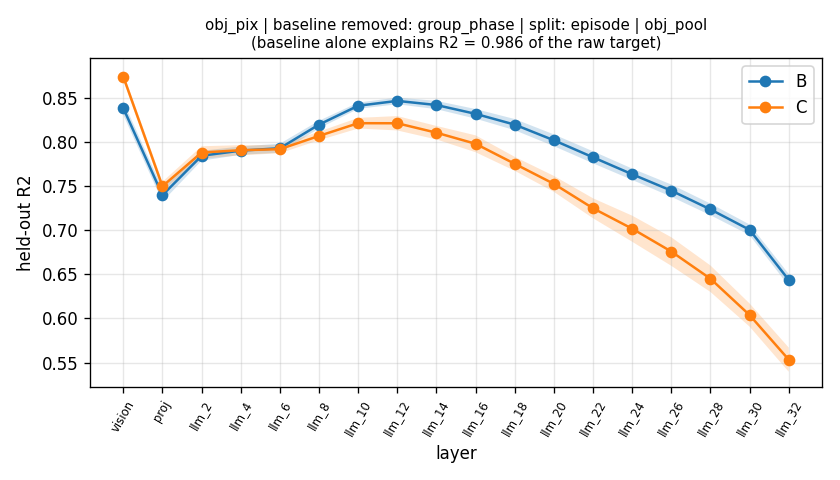 obj_pix | baseline removed: group_phase | split: episode | obj_pool
(baseline alone explains R2 = 0.986 of the raw target)
B
C
held-out R2
0.85
0.80
0.75
0.70
0.65
0.60
0.55
vision
proj
llm_2
llm_4
llm_6
llm_8
llm_10
llm_12
llm_14
llm_16
llm_18
llm_20
llm_22
llm_24
llm_26
llm_28
llm_30
llm_32
layer